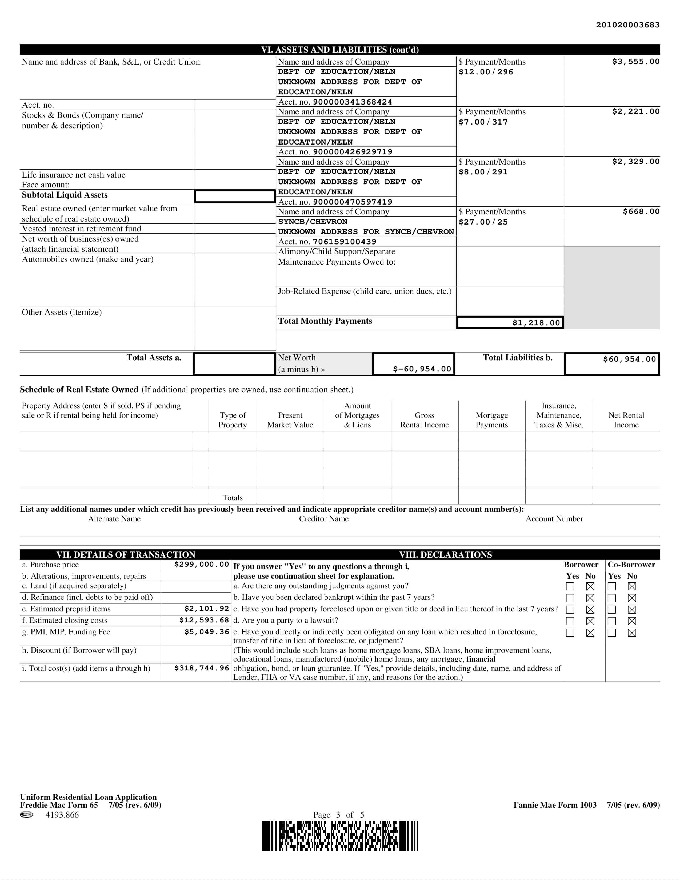 201020003683
VI. ASSETS AND LIABILITIES (cont'd)
Name and address of Bank, S&L, or Credit Union
Name and address of Company
$ Payment/Months
$3,555.00
DEPT OF EDUCATION/NELN
$12.00/296
UNKNOWN ADDRESS FOR DEPT OF
EDUCATION/NELN
Acct. no.
Acct. no. 900000341368424
Stocks & Bonds (Company name/
number & description)
Name and address of Company
$ Payment/Months
$2,221.00
DEPT OF EDUCATION/NELN
$7.00/317
UNKNOWN ADDRESS FOR DEPT OF
EDUCATION/NELN
Acct. no. 900000426929719
Name and address of Company
$ Payment/Months
$2,329.00
Life insurance net cash value
Face amount:
DEPT OF EDUCATION/NELN
$8.00/291
UNKNOWN ADDRESS FOR DEPT OF
Subtotal Liquid Assets
EDUCATION/NELN
Acct. no. 900000470597419
Real estate owned (enter market value from
schedule of real estate owned)
Name and address of Company
$ Payment/Months
$668.00
SYNCB/CHEVRON
$27.00/25
Vested interest in retirement fund
UNKNOWN ADDRESS FOR SYNCB/CHEVRON
Net worth of business(es) owned
(attach financial statement)
Acct. no. 706159100439
Automobiles owned (make and year)
Alimony/Child Support/Separate
Maintenance Payments Owed to:
Job-Related Expense (child care, union dues, etc.)
Other Assets (itemize)
Total Monthly Payments
$1,218.00
Total Assets a.
Net Worth
(a minus b) »
$-60,954.00
Total Liabilities b.
$60,954.00
Schedule of Real Estate Owned (If additional properties are owned, use continuation sheet.)
Property Address (enter S if sold, PS if pending
sale or R if rental being held for income)
Type of
Property
Present
Market Value
Amount
of Mortgages
& Liens
Gross
Rental Income
Mortgage
Payments
Insurance,
Maintenance,
Taxes & Misc.
Net Rental
Income
Totals
List any additional names under which credit has previously been received and indicate appropriate creditor name(s) and account number(s):
Alternate Name
Creditor Name
Account Number
VII. DETAILS OF TRANSACTION
VIII. DECLARATIONS
a. Purchase price
$299,000.00
If you answer "Yes" to any questions a through i,
Borrower
Co-Borrower
b. Alterations, improvements, repairs
please use continuation sheet for explanation.
Yes No
Yes No
c. Land (if acquired separately)
a. Are there any outstanding judgments against you?
d. Refinance (incl. debts to be paid off)
b. Have you been declared bankrupt within the past 7 years?
e. Estimated prepaid items
$2,101.92
c. Have you had property foreclosed upon or given title or deed in lieu thereof in the last 7 years?
f. Estimated closing costs
$12,593.68
d. Are you a party to a lawsuit?
g. PMI, MIP, Funding Fee
$5,049.36
e. Have you directly or indirectly been obligated on any loan which resulted in foreclosure,
transfer of title in lieu of foreclosure, or judgment?
h. Discount (if Borrower will pay)
(This would include such loans as home mortgage loans, SBA loans, home improvement loans,
educational loans, manufactured (mobile) home loans, any mortgage, financial
i. Total cost(s) (add items a through h)
$318,744.96
obligation, bond, or loan guarantee. If "Yes," provide details, including date, name, and address of
Lender, FHA or VA case number, if any, and reasons for the action.)
Uniform Residential Loan Application
Freddie Mac Form 65 7/05 (rev. 6/09)
Fannie Mae Form 1003 7/05 (rev. 6/09)
4193.866
Page 3 of 5